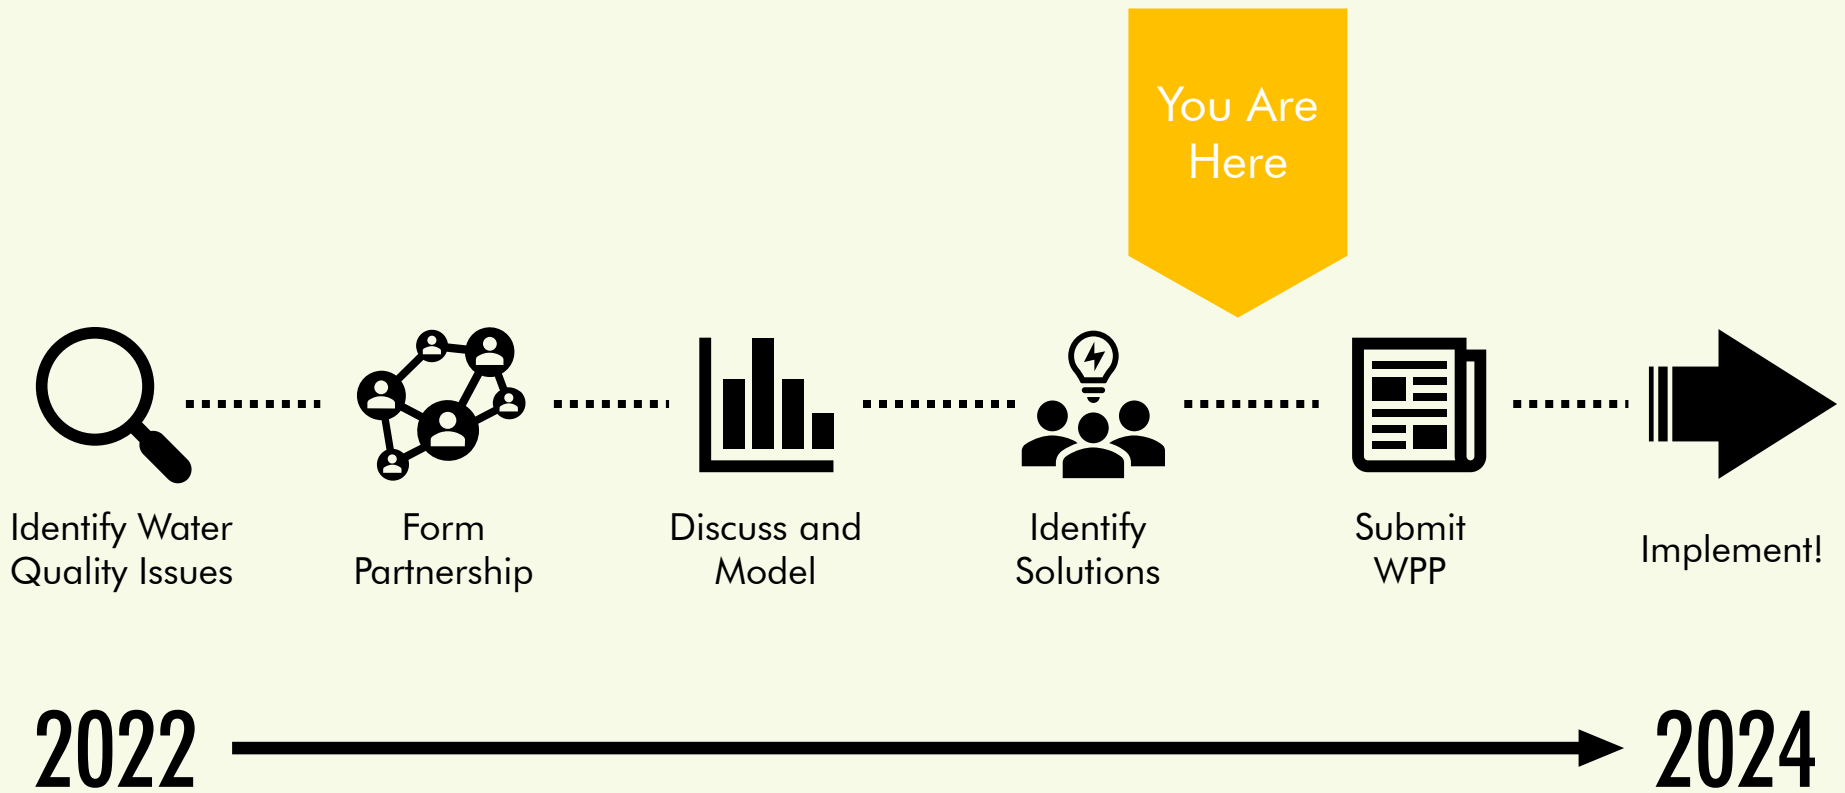 You Are
Here
Identify Water
Quality Issues
Form
Partnership
Discuss and
Model
Identify
Solutions
Submit
WPP
Implement!
2022
2024